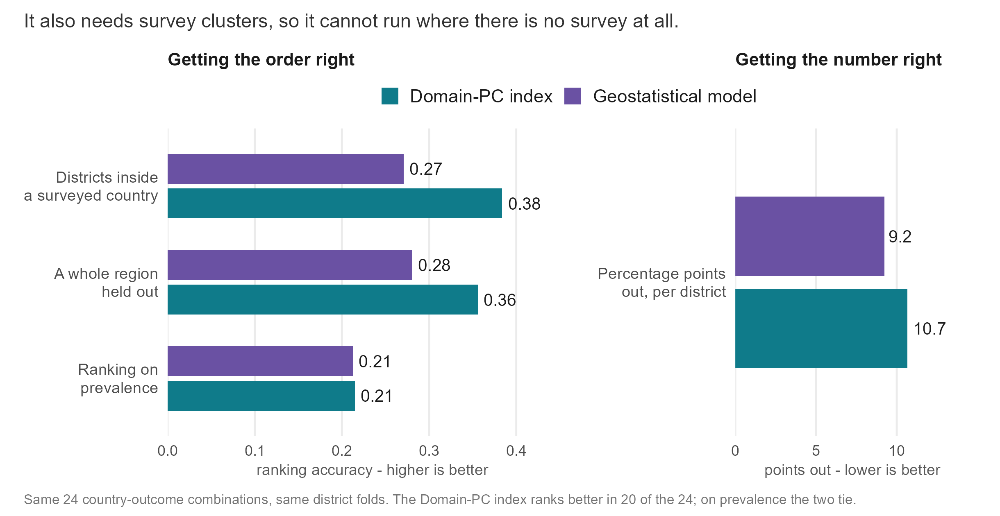 It also needs survey clusters, so it cannot run where there is no survey at all.
Getting the order right
Getting the number right
Domain-PC index
Geostatistical model
Districts inside
a surveyed country
0.27
0.38
A whole region
held out
0.28
0.36
Ranking on
prevalence
0.21
0.21
0.0
0.1
0.2
0.3
0.4
ranking accuracy - higher is better
Percentage points
out, per district
9.2
10.7
0
5
10
points out - lower is better
Same 24 country-outcome combinations, same district folds. The Domain-PC index ranks better in 20 of the 24; on prevalence the two tie.